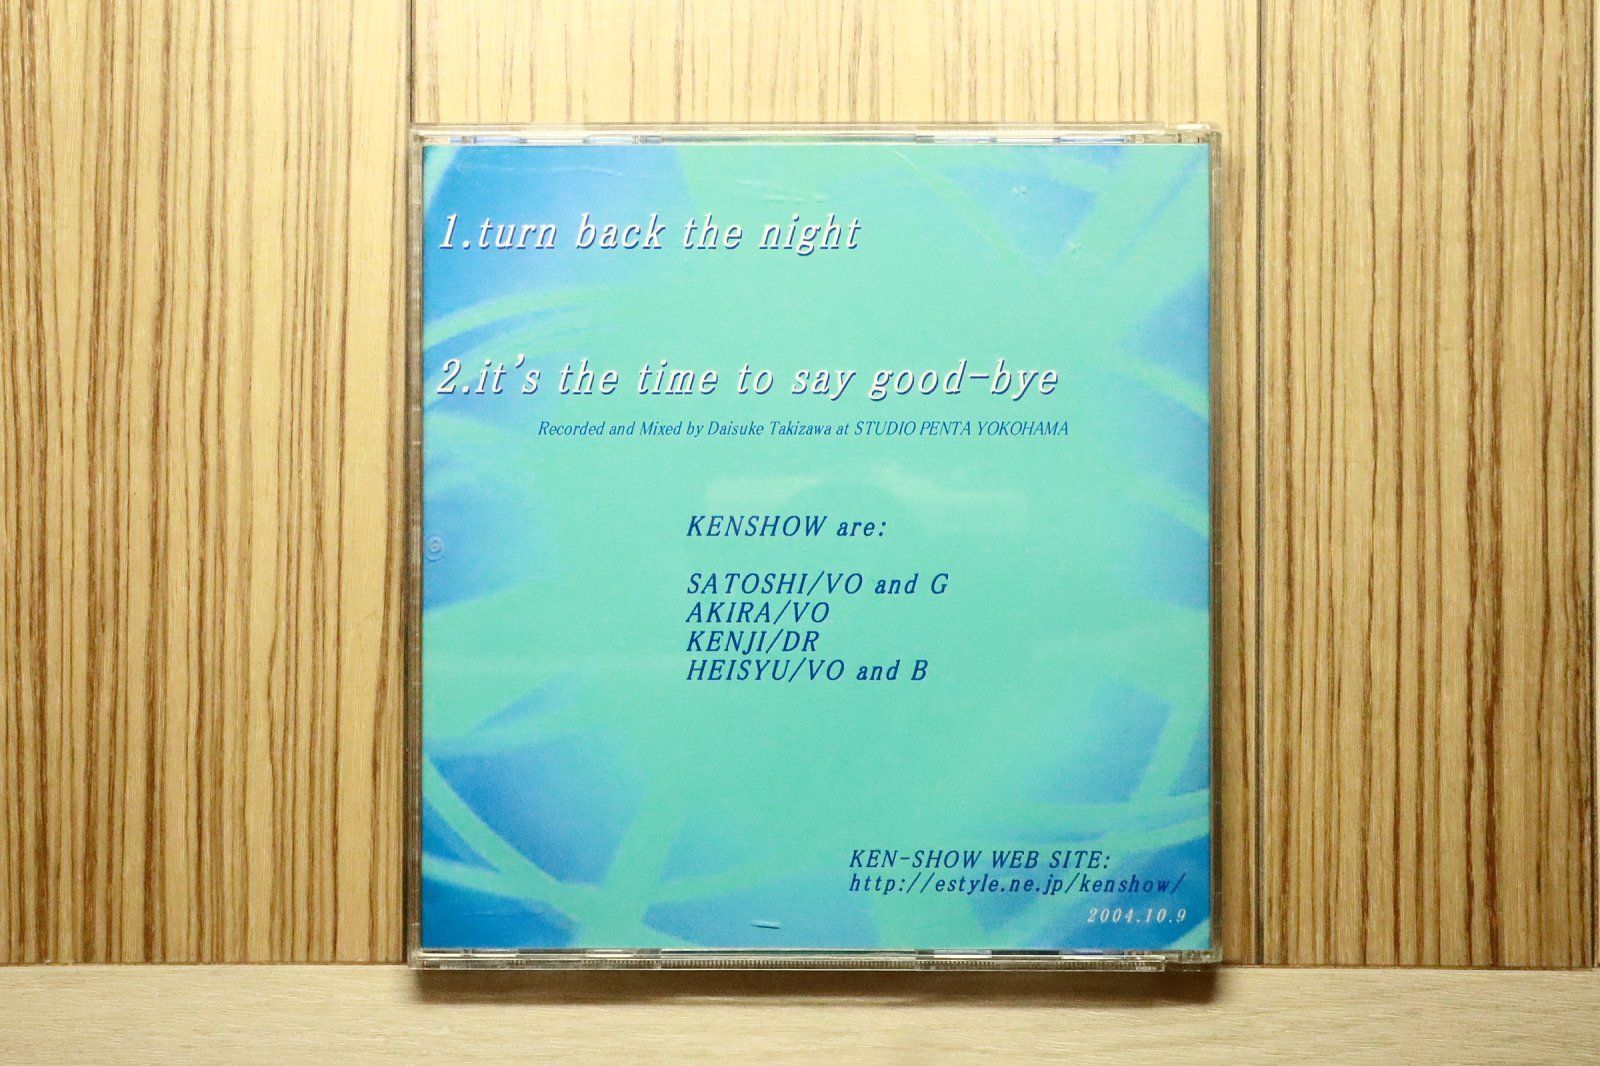 1.turn back the night
2.it's the time to say good-bye
Recorded and Mixed by Daisuke Takizawa at STUDIO PENTA YOKOHAMA
KENSHOW are:
SATOSHI/VO and G
AKIRA/VO
KENJI/DR
HEISYU/VO and B
KEN-SHOW WEB SITE:
http://estyle.ne.jp/kenshow/
2004.10.9